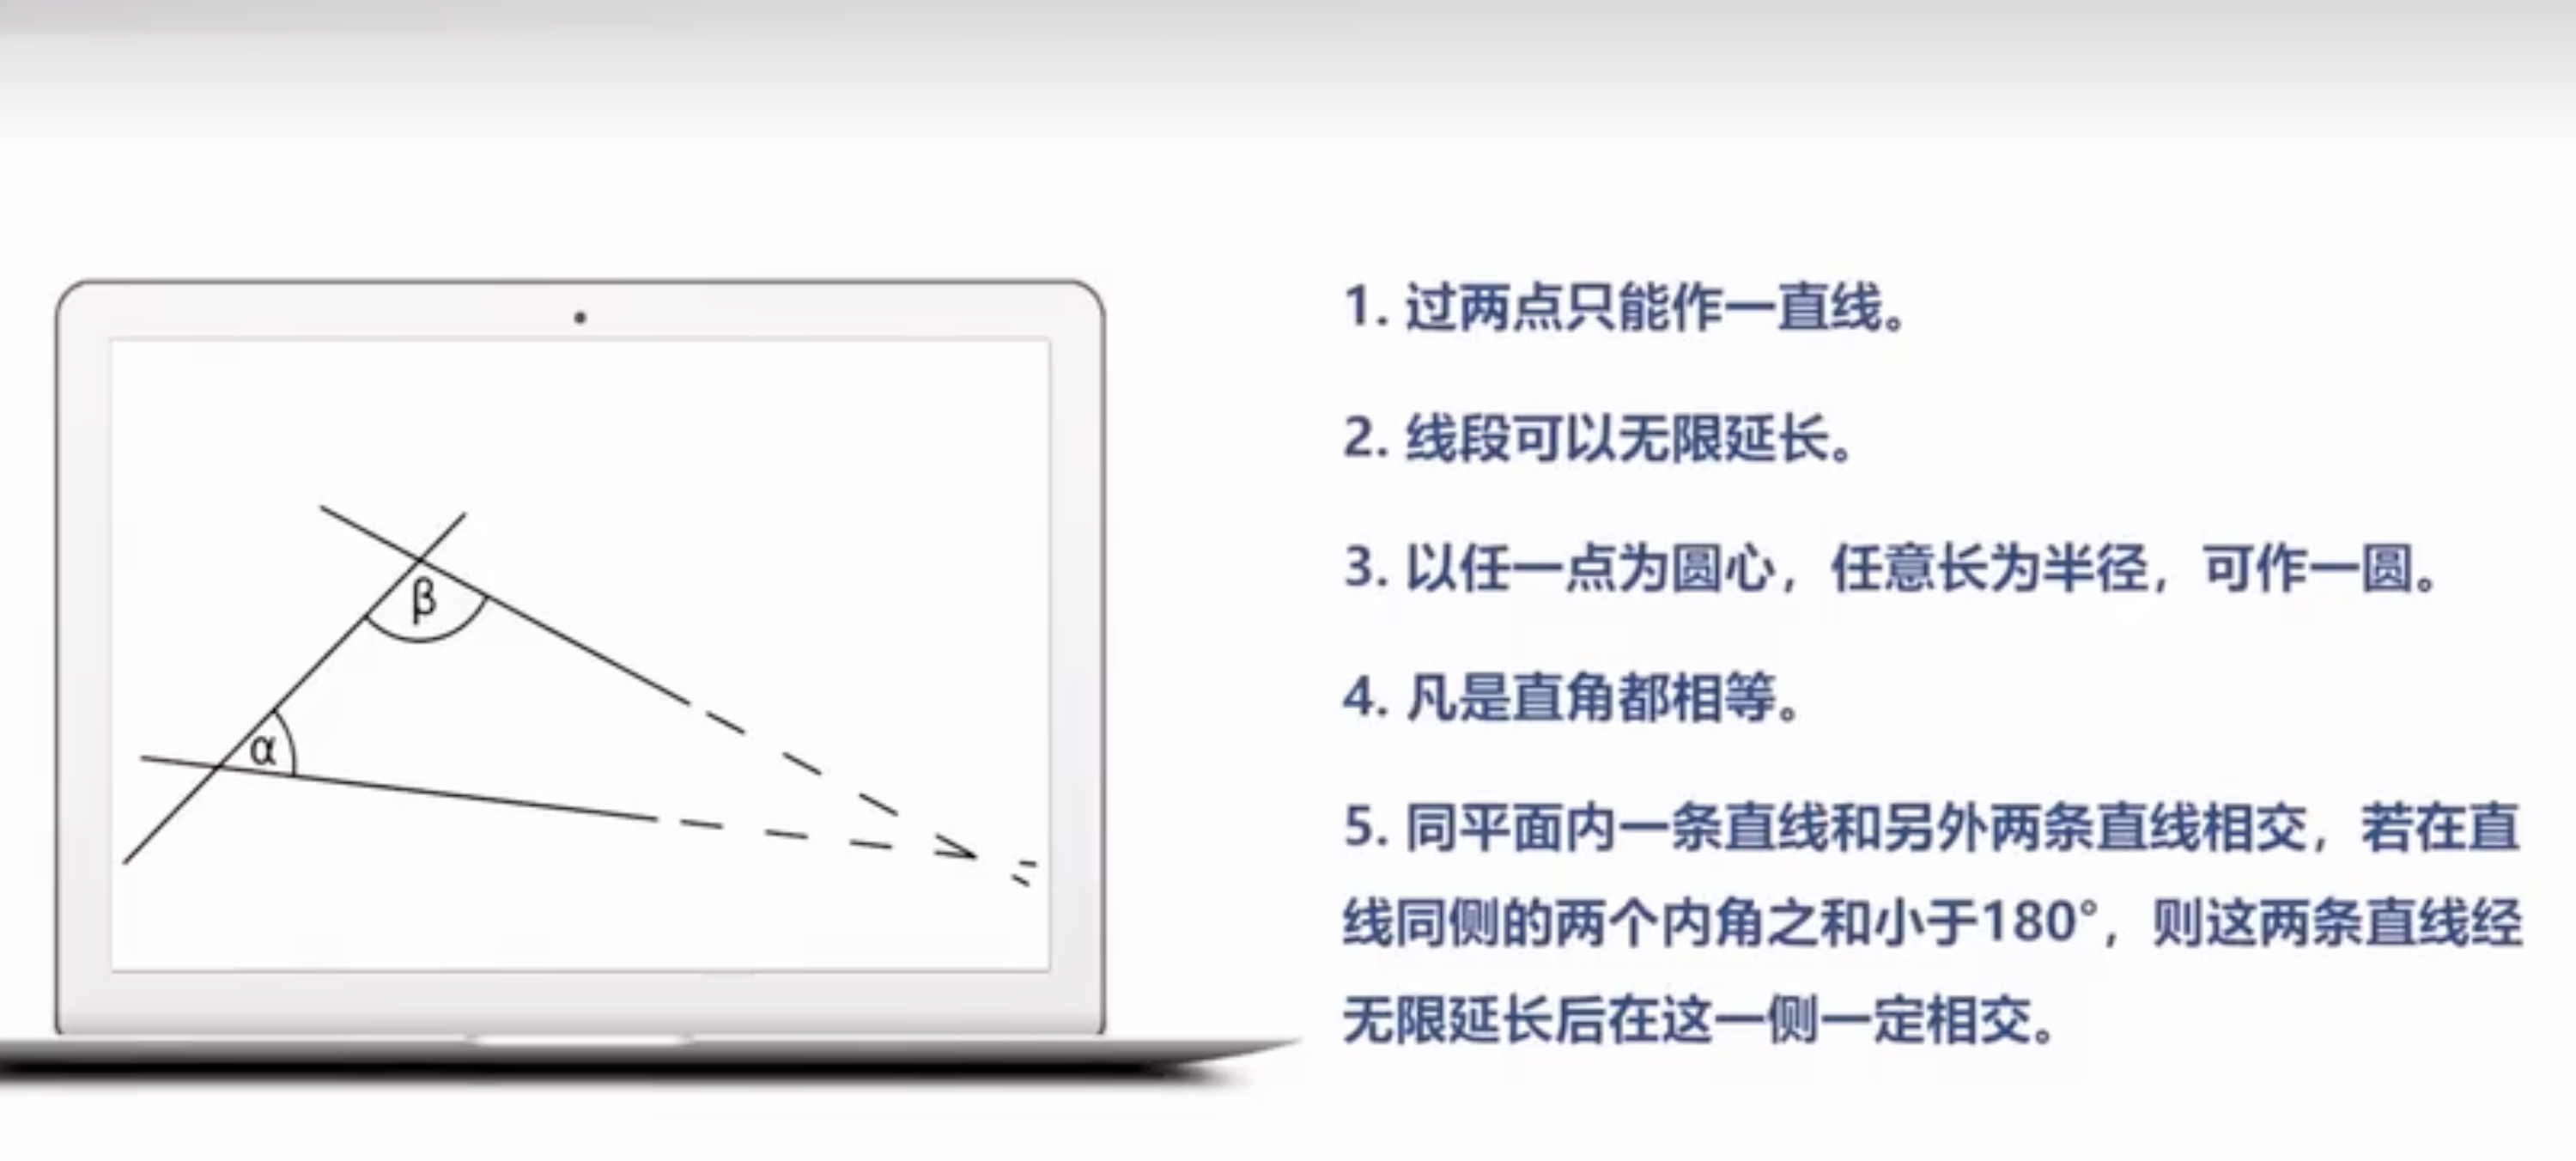 β
α
1. 过两点只能作一直线。
2. 线段可以无限延长。
3. 以任一点为圆心，任意长为半径，可作一圆。
4. 凡是直角都相等。
5. 同平面内一条直线和另外两条直线相交，若在直
线同侧的两个内角之和小于180°，则这两条直线经
无限延长后在这一侧一定相交。